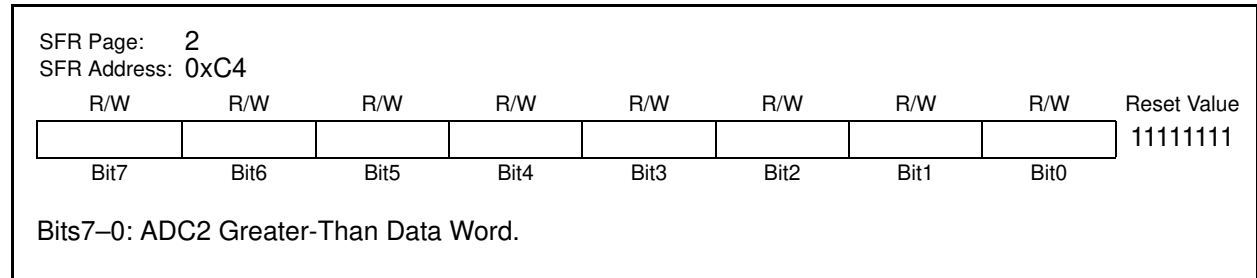 SFR Page: 2
SFR Address: 0xC4
R/W R/W R/W R/W R/W R/W R/W R/W Reset Value
11111111
Bit7 Bit6 Bit5 Bit4 Bit3 Bit2 Bit1 Bit0
Bits7–0: ADC2 Greater-Than Data Word.